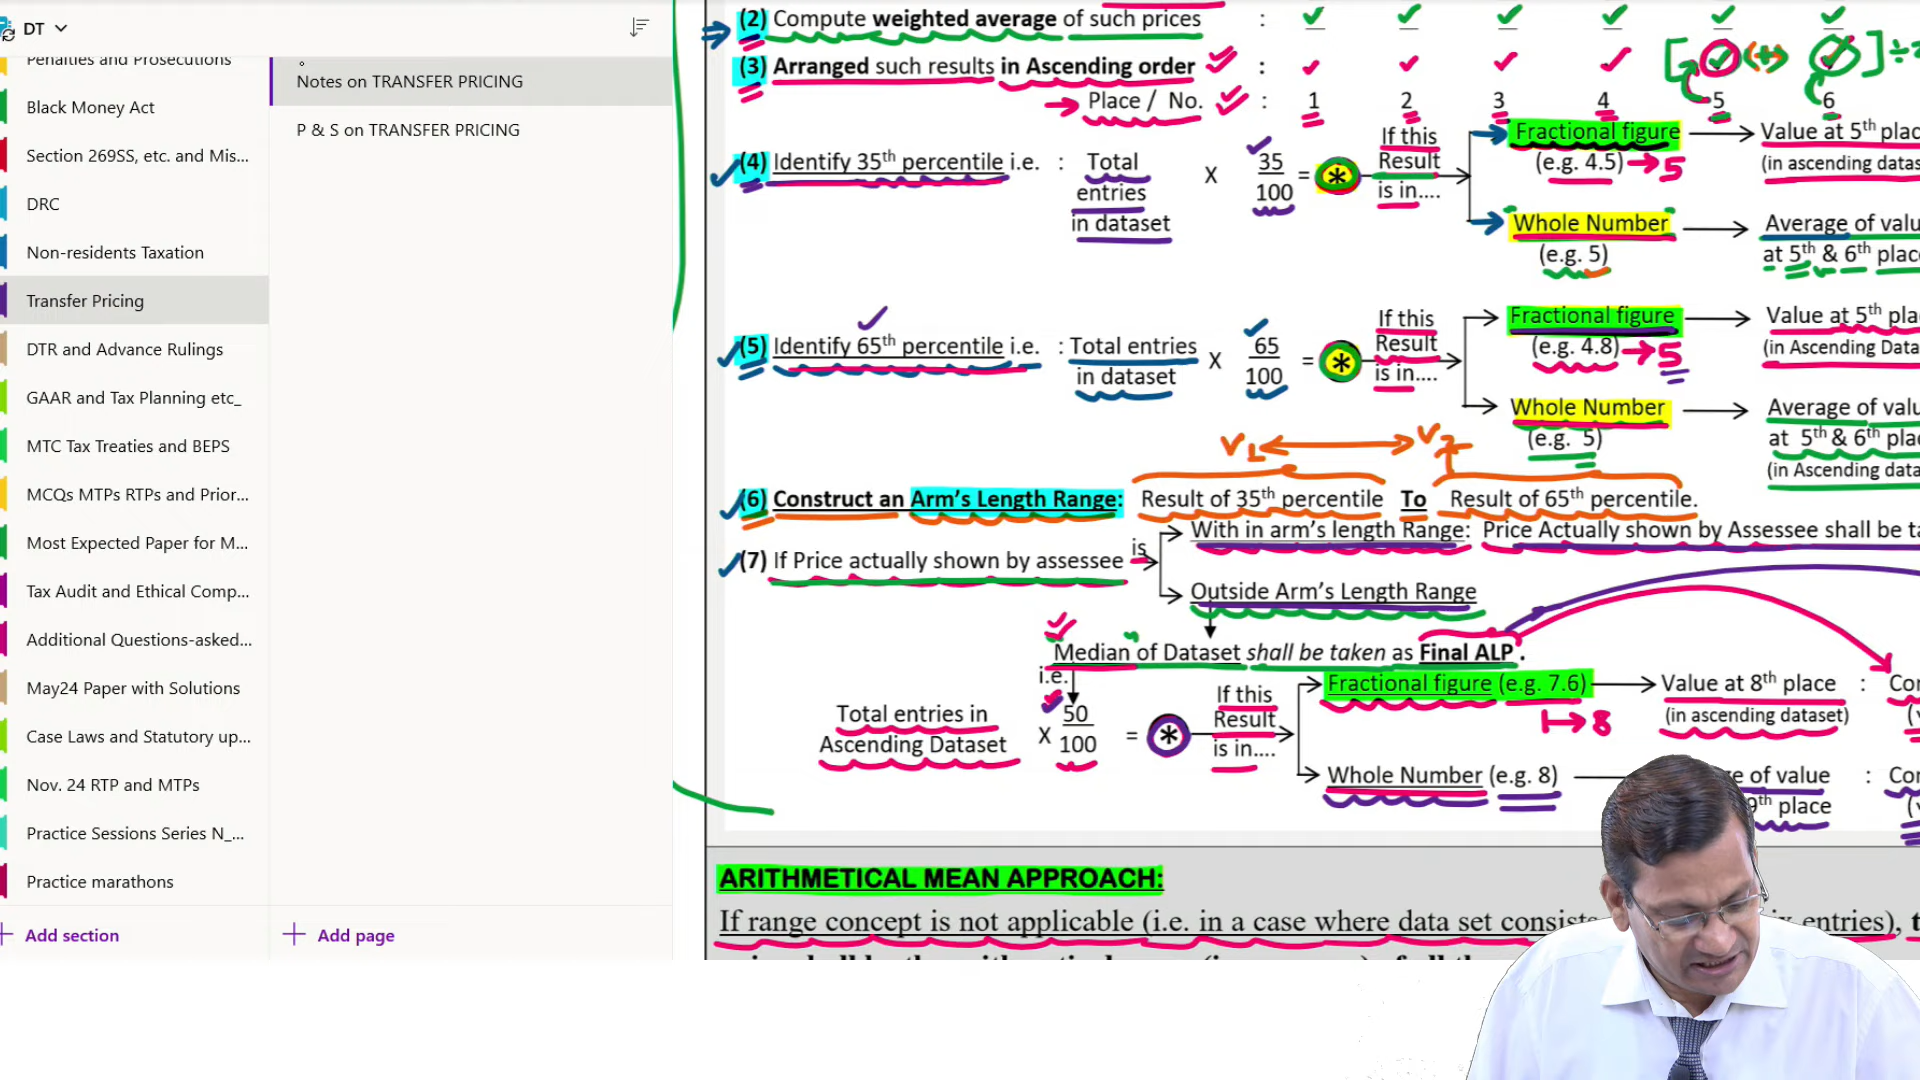 DT
Penalties and Prosecutions
Black Money Act
Section 269SS, etc. and Mis...
DRC
Non-residents Taxation
Transfer Pricing
DTR and Advance Rulings
GAAR and Tax Planning etc_
MTC Tax Treaties and BEPS
MCQs MTPs RTPs and Prior...
Most Expected Paper for M...
Tax Audit and Ethical Comp...
Additional Questions-asked...
May24 Paper with Solutions
Case Laws and Statutory up...
Nov. 24 RTP and MTPs
Practice Sessions Series N_...
Practice marathons
Add section
Notes on TRANSFER PRICING
P & S on TRANSFER PRICING
Add page
(2) Compute weighted average of such prices :
(3) Arranged such results in Ascending order :
Place / No. : 1 2 3 4 5 6
(4) Identify 35th percentile i.e. : Total entries in dataset X 35/100 = * If this Result is in....
Fractional figure (e.g. 4.5) → 5
Value at 5th
(in ascending
Whole Number (e.g. 5)
Average of
at 5th & 6th
(5) Identify 65th percentile i.e. : Total entries in dataset X 65/100 = * If this Result is in....
Fractional figure (e.g. 4.8) → 5
Value at 5th
(in Ascending
Whole Number (e.g. 5)
Average of
at 5th & 6th
(in Ascending
V1 V2
(6) Construct an Arm's Length Range: Result of 35th percentile To Result of 65th percentile.
(7) If Price actually shown by assessee is
With in arm's length Range: Price Actually shown by Assessee shall be
Outside Arm's Length Range
Median of Dataset shall be taken as Final ALP .
i.e.
Total entries in Ascending Dataset X 50/100 = * If this Result is in....
Fractional figure (e.g. 7.6) → 8
Value at 8th place :
(in ascending dataset)
Whole Number (e.g. 8)
of value :
place
ARITHMETICAL MEAN APPROACH:
If range concept is not applicable (i.e. in a case where data set entries),